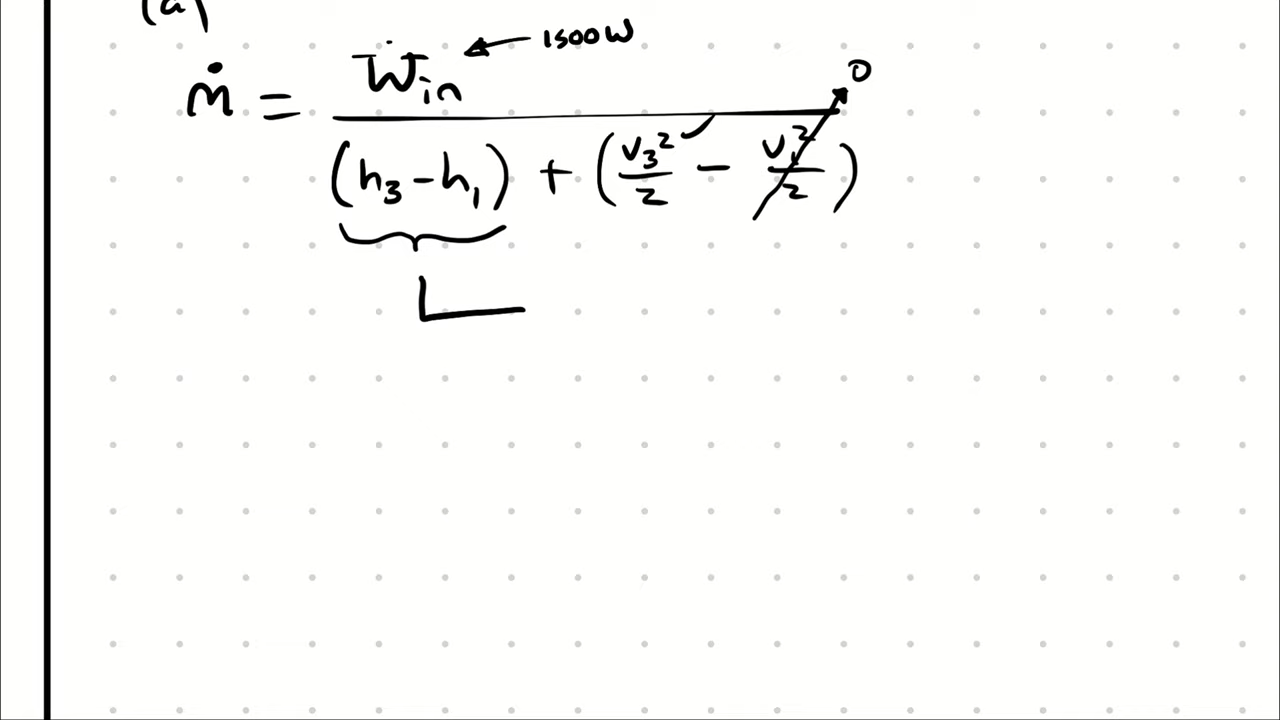 (a)
ṁ = Ẇin / ((h₃ – h₁) + (v₃²/2 – v₁²/2))
1500W
0